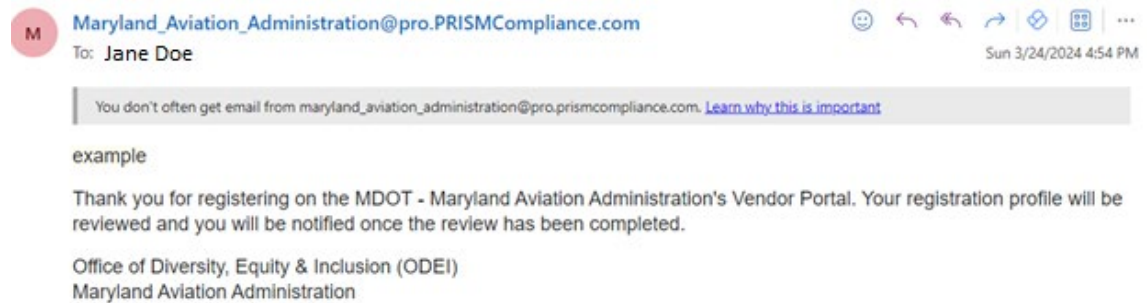 M
Maryland_Aviation_Administration@pro.PRISMCompliance.com
To: Jane Doe
Sun 3/24/2024 4:54 PM
You don't often get email from maryland_aviation_administration@pro.prismcompliance.com. Learn why this is important
example
Thank you for registering on the MDOT - Maryland Aviation Administration's Vendor Portal. Your registration profile will be
reviewed and you will be notified once the review has been completed.
Office of Diversity, Equity & Inclusion (ODEI)
Maryland Aviation Administration